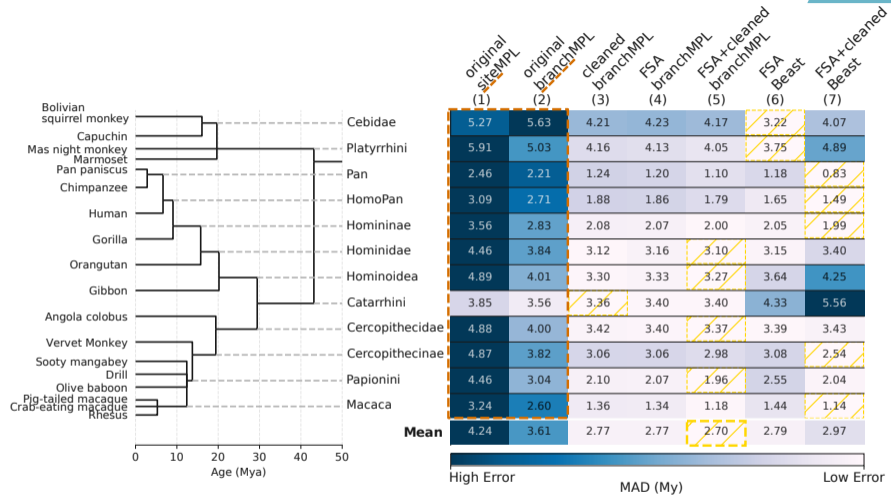 original siteMPL (1)
original branchMPL (2)
cleaned branchMPL (3)
FSA branchMPL (4)
FSA+cleaned branchMPL (5)
FSA Beast (6)
FSA+cleaned Beast (7)
Bolivian
squirrel monkey
Capuchin
Mas night monkey
Marmoset
Pan paniscus
Chimpanzee
Human
Gorilla
Orangutan
Gibbon
Angola colobus
Vervet Monkey
Sooty mangabey
Drill
Olive baboon
Pig-tailed macaque
Crab-eating macaque
Rhesus
0 10 20 30 40 50
Age (Mya)
Cebidae 5.27 5.63 4.21 4.23 4.17 3.22 4.07
Platyrrhini 5.91 5.03 4.16 4.13 4.05 3.75 4.89
Pan 2.46 2.21 1.24 1.20 1.10 1.18 0.83
HomoPan 3.09 2.71 1.88 1.86 1.79 1.65 1.49
Homininae 3.56 2.83 2.08 2.07 2.00 2.05 1.99
Hominidae 4.46 3.84 3.12 3.16 3.10 3.15 3.40
Hominoidea 4.89 4.01 3.30 3.33 3.27 3.64 4.25
Catarrhini 3.85 3.56 3.36 3.40 3.40 4.33 5.56
Cercopithecidae 4.88 4.00 3.42 3.40 3.37 3.39 3.43
Cercopithecinae 4.87 3.82 3.06 3.06 2.98 3.08 2.54
Papionini 4.46 3.04 2.10 2.07 1.96 2.55 2.04
Macaca 3.24 2.60 1.36 1.34 1.18 1.44 1.14
Mean 4.24 3.61 2.77 2.77 2.70 2.79 2.97
High Error Low Error
MAD (My)